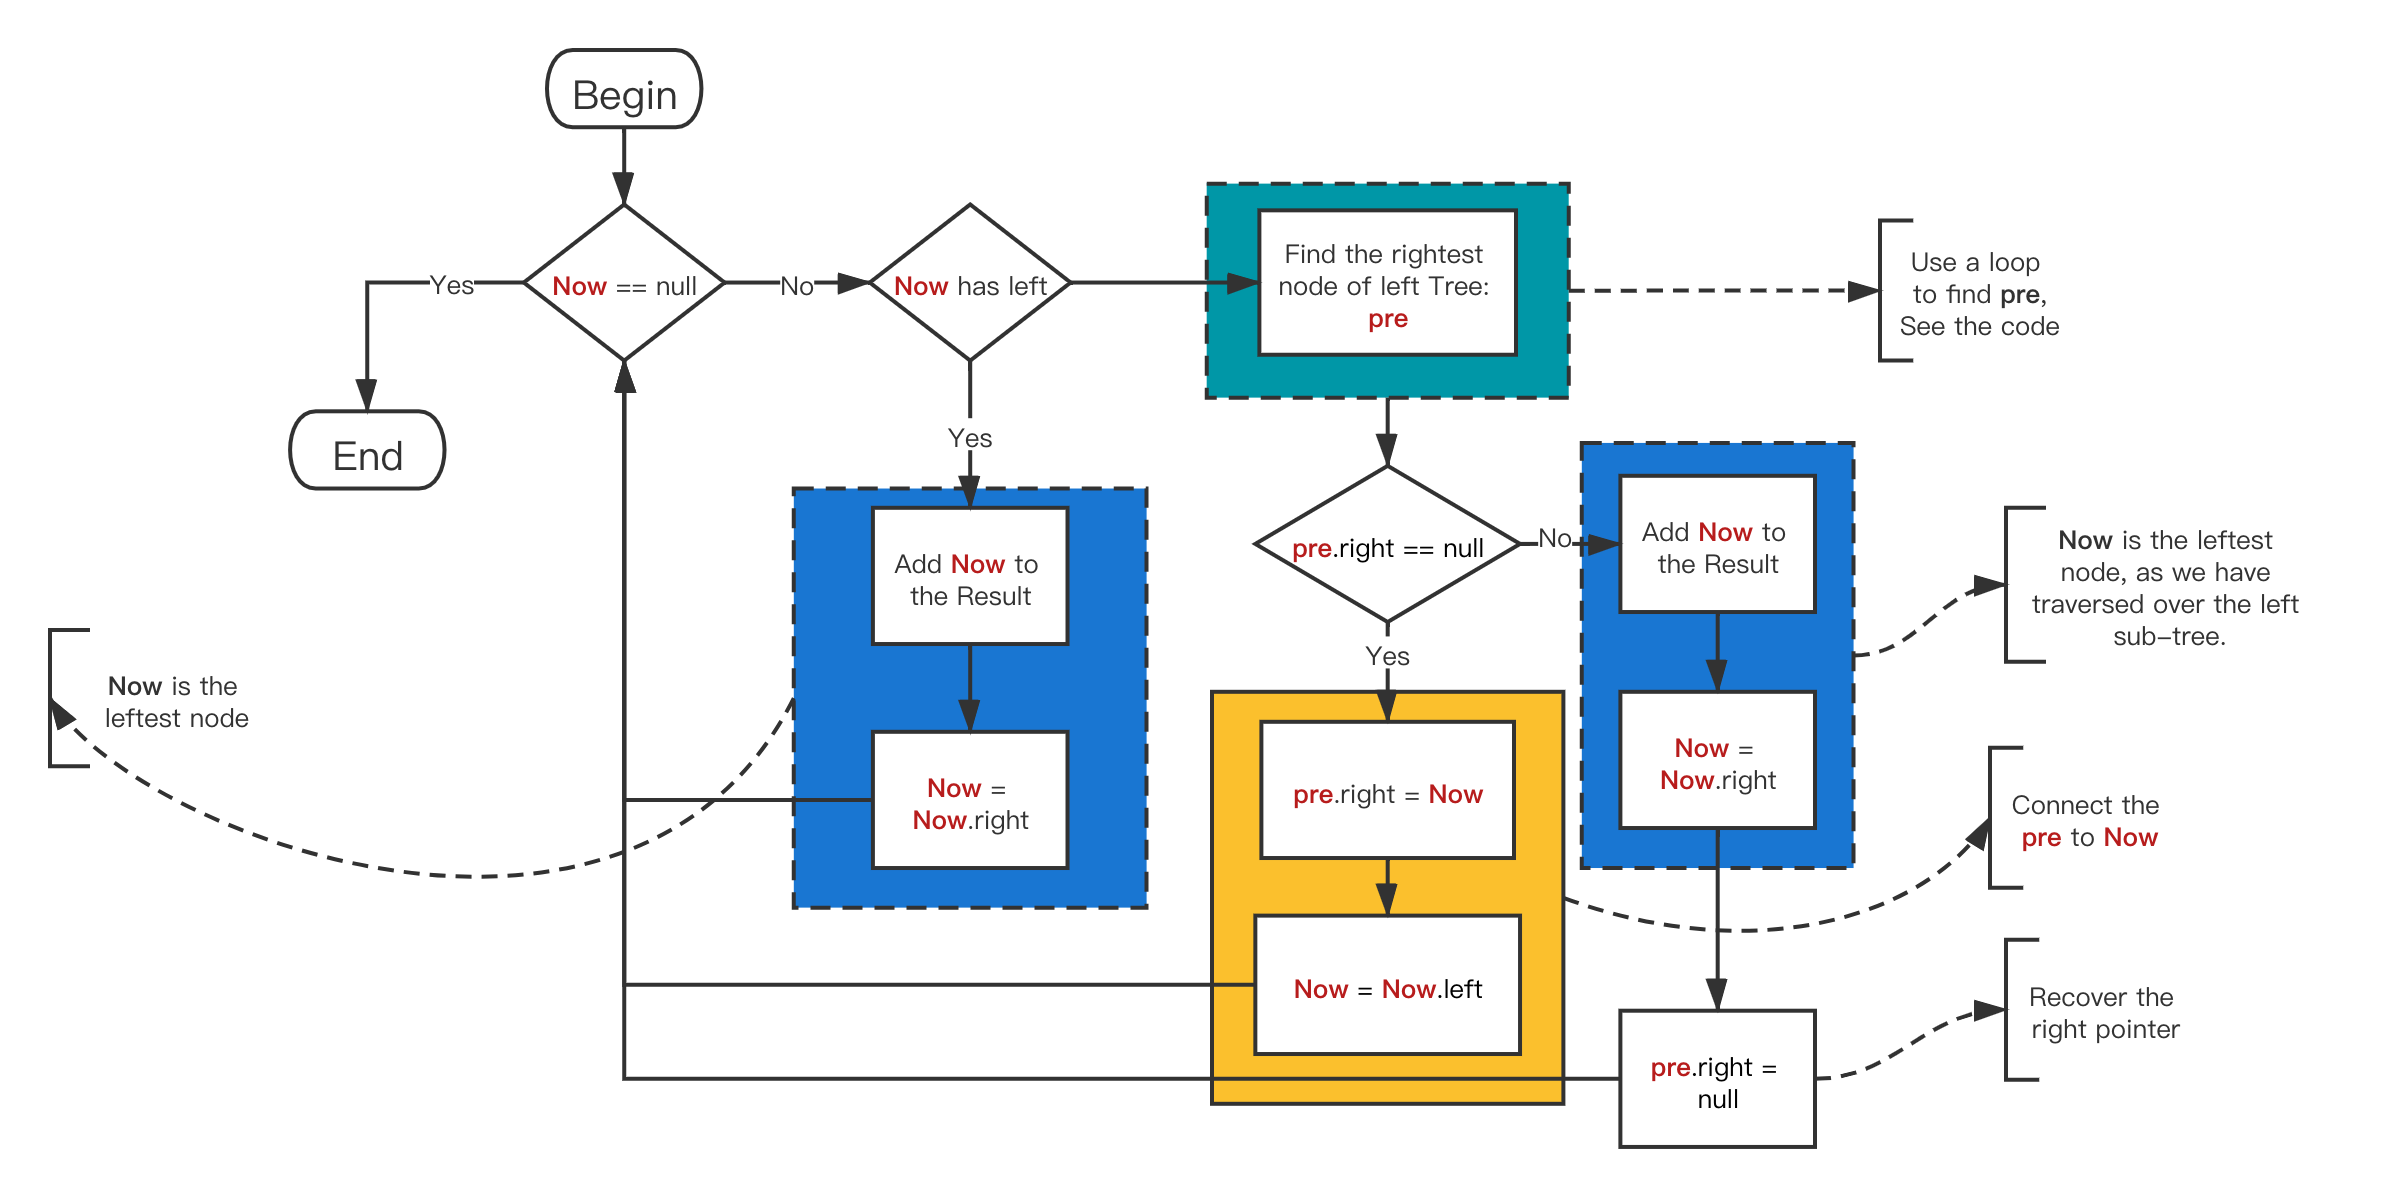 Begin
Yes
Now == null
No
Now has left
Find the rightest
node of left Tree:
pre
Use a loop
to find pre,
See the code
End
Yes
Add Now to
the Result
Now =
Now.right
Now is the
leftest node
pre.right == null
No
Yes
Add Now to
the Result
Now =
Now.right
Now is the leftest
node, as we have
traversed over the left
sub-tree.
pre.right = Now
Now = Now.left
Connect the
pre to Now
pre.right =
null
Recover the
right pointer